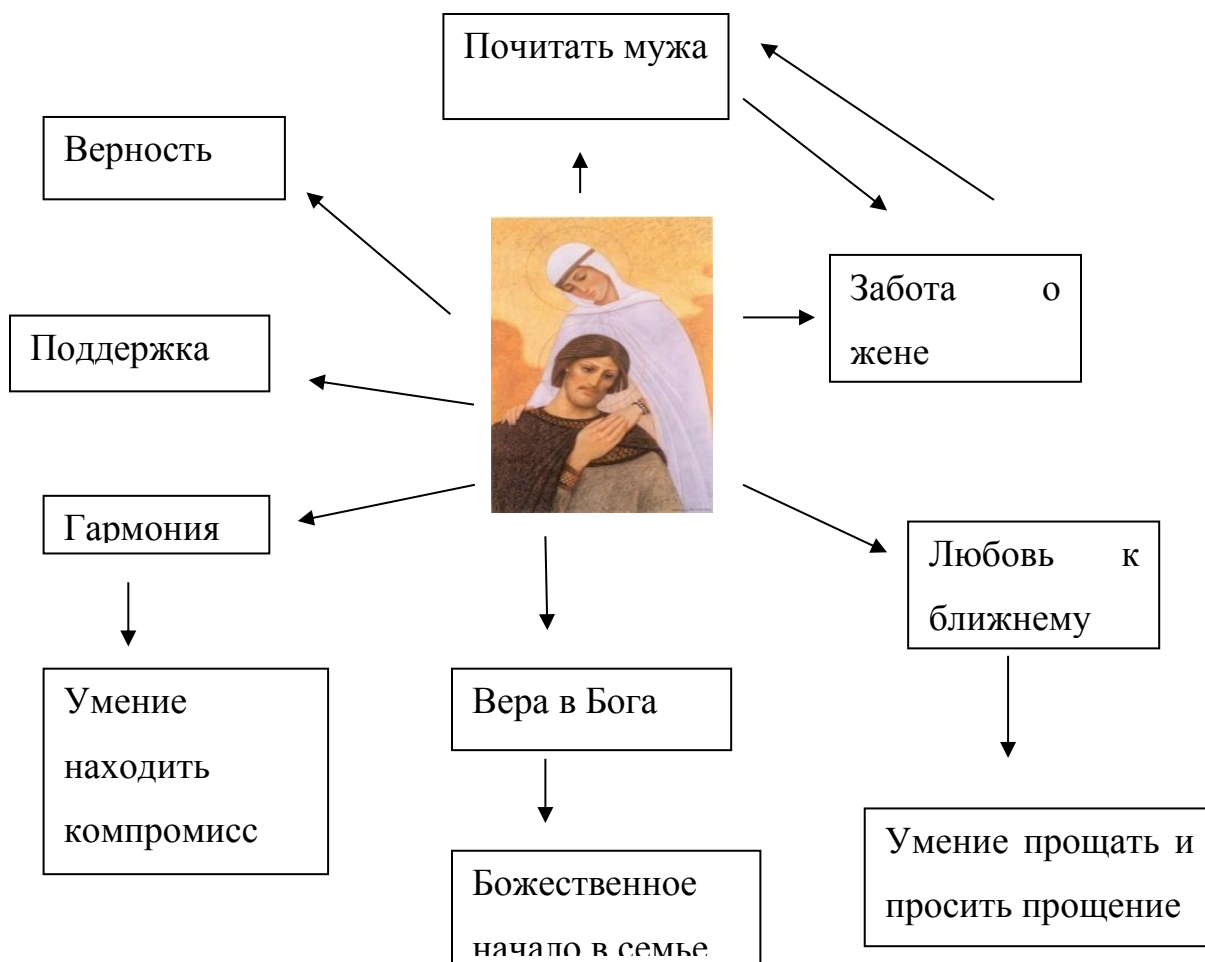 Почитать мужа
Верность
Забота о
жене
Поддержка
Гармония
Любовь к
ближнему
Умение
находить
компромисс
Вера в Бога
Умение прощать и
просить прощение
Божественное
начало в семье